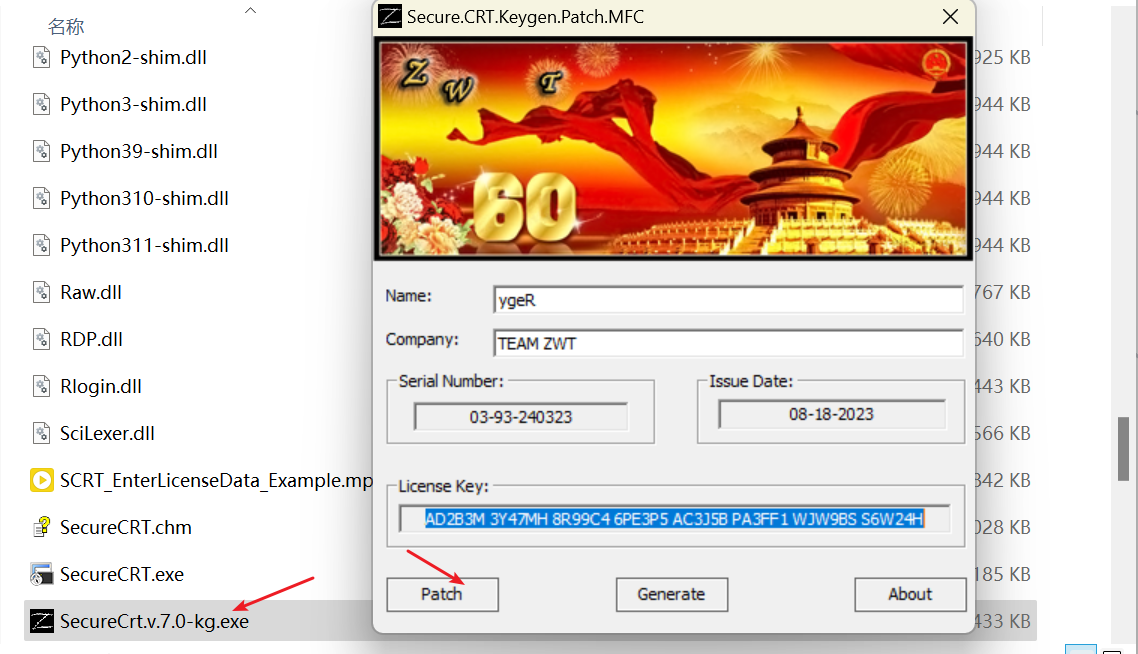 名称
Secure.CRT.Keygen.Patch.MFC
Python2-shim.dll
925 KB
Python3-shim.dll
944 KB
Python39-shim.dll
944 KB
Python310-shim.dll
944 KB
Python311-shim.dll
944 KB
Raw.dll
767 KB
RDP.dll
640 KB
Rlogin.dll
443 KB
SciLexer.dll
566 KB
SCRT_EnterLicenseData_Example.mp
342 KB
SecureCRT.chm
028 KB
SecureCRT.exe
185 KB
SecureCrt.v.7.0-kg.exe
433 KB
Z W T
60
Name:
ygeR
Company:
TEAM ZWT
Serial Number:
03-93-240323
Issue Date:
08-18-2023
License Key:
AD2B3M 3Y47MH 8R99C4 6PE3P5 AC3J5B PA3FF1 WJW9BS S6W24H
Patch
Generate
About